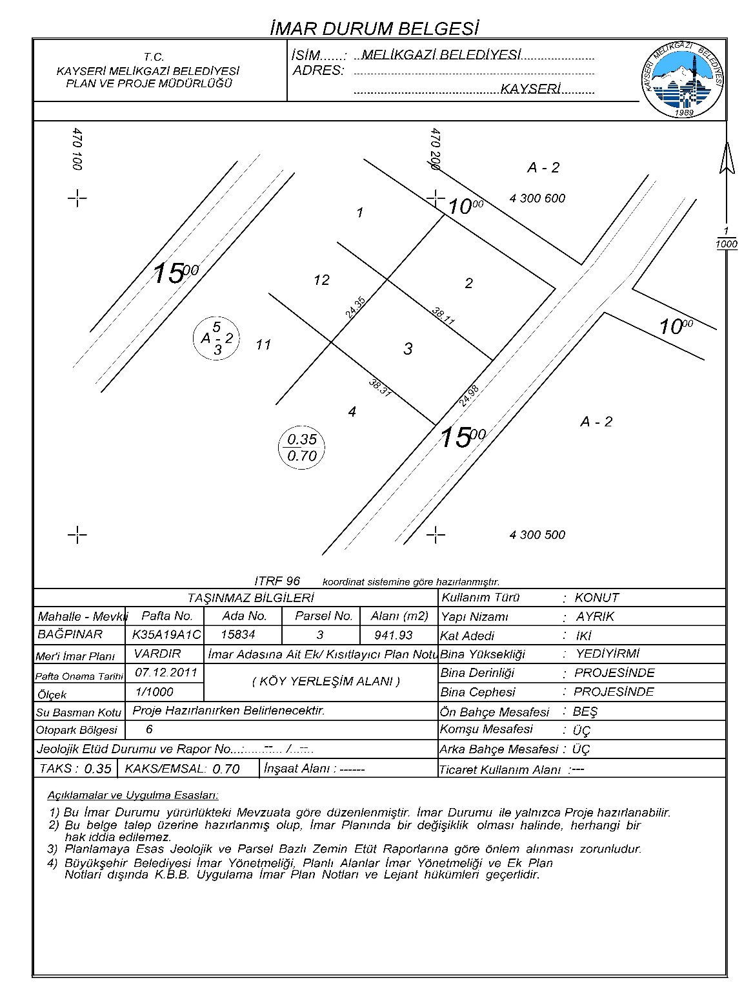 İMAR DURUM BELGESİ
T.C.
KAYSERİ MELİKGAZİ BELEDİYESİ
PLAN VE PROJE MÜDÜRLÜĞÜ
İSİM.......: ..MELİKGAZİ BELEDİYESİ......................
ADRES:
KAYSERİ..........
KAYSERİ MELİKGAZİ BELEDİYESİ
1989
470 100
470 200
A - 2
4 300 600
10 00
1
1
1000
15 00
12
2
24.35
38.11
10 00
5
A - 2
3
11
3
38.31
24.98
4
A - 2
15 00
0.35
0.70
4 300 500
ITRF 96 koordinat sistemine göre hazırlanmıştır.
TAŞINMAZ BİLGİLERİ
Kullanım Türü : KONUT
Mahalle - Mevkii Pafta No. Ada No. Parsel No. Alanı (m2) Yapı Nizamı : AYRIK
BAĞPINAR K35A19A1C 15834 3 941.93 Kat Adedi : İKİ
Mer'i İmar Planı VARDIR İmar Adasına Ait Ek/ Kısıtlayıcı Plan Notu Bina Yüksekliği : YEDİYİRMİ
Pafta Onama Tarihi 07.12.2011 ( KÖY YERLEŞİM ALANI ) Bina Derinliği : PROJESİNDE
Ölçek 1/1000 Bina Cephesi : PROJESİNDE
Su Basman Kotu Proje Hazırlanırken Belirlenecektir. Ön Bahçe Mesafesi : BEŞ
Otopark Bölgesi 6 Komşu Mesafesi : ÜÇ
Jeolojik Etüd Durumu ve Rapor No...:......--... /...--.. Arka Bahçe Mesafesi : ÜÇ
TAKS : 0.35 KAKS/EMSAL: 0.70 İnşaat Alanı : ------ Ticaret Kullanım Alanı :---
Açıklamalar ve Uygulma Esasları:
1) Bu İmar Durumu yürürlükteki Mevzuata göre düzenlenmiştir. İmar Durumu ile yalnızca Proje hazırlanabilir.
2) Bu belge talep üzerine hazırlanmış olup, İmar Planında bir değişiklik olması halinde, herhangi bir
hak iddia edilemez.
3) Planlamaya Esas Jeolojik ve Parsel Bazlı Zemin Etüt Raporlarına göre önlem alınması zorunludur.
4) Büyükşehir Belediyesi İmar Yönetmeliği, Planlı Alanlar İmar Yönetmeliği ve Ek Plan
Notları dışında K.B.B. Uygulama İmar Plan Notları ve Lejant hükümleri geçerlidir.